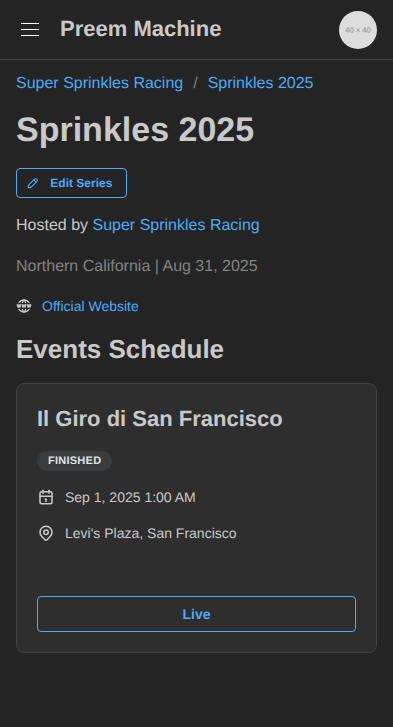 Preem Machine
40 × 40
Super Sprinkles Racing / Sprinkles 2025
Sprinkles 2025
Edit Series
Hosted by Super Sprinkles Racing
Northern California | Aug 31, 2025
Official Website
Events Schedule
Il Giro di San Francisco
FINISHED
Sep 1, 2025 1:00 AM
Levi's Plaza, San Francisco
Live